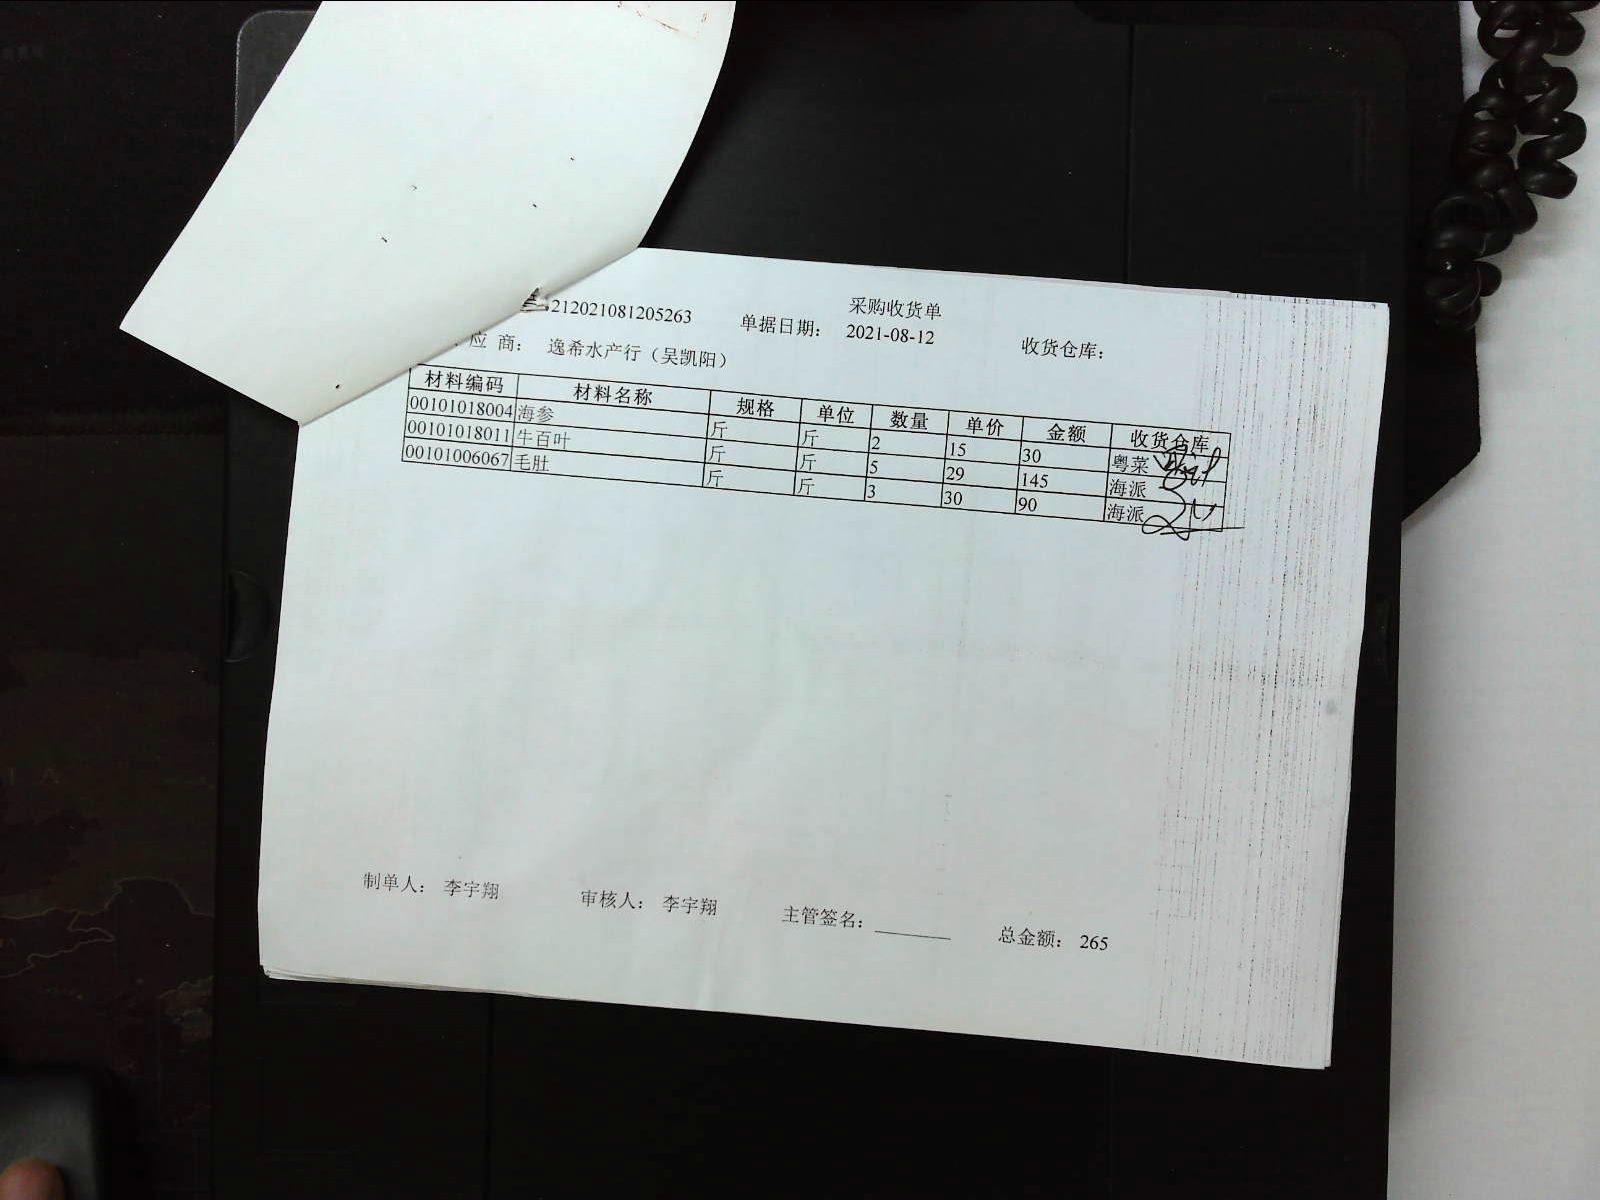 采购收货单
212021081205263 单据日期： 2021-08-12 收货仓库：
应 商： 逸希水产行（吴凯阳）
材料编码 材料名称 规格 单位 数量 单价 金额 收货仓库
00101018004 海参 斤 斤 2 15 30 粤菜
00101018011 牛百叶 斤 斤 5 29 145 海派
00101006067 毛肚 斤 斤 3 30 90 海派
制单人： 李宇翔 审核人： 李宇翔 主管签名： 总金额： 265